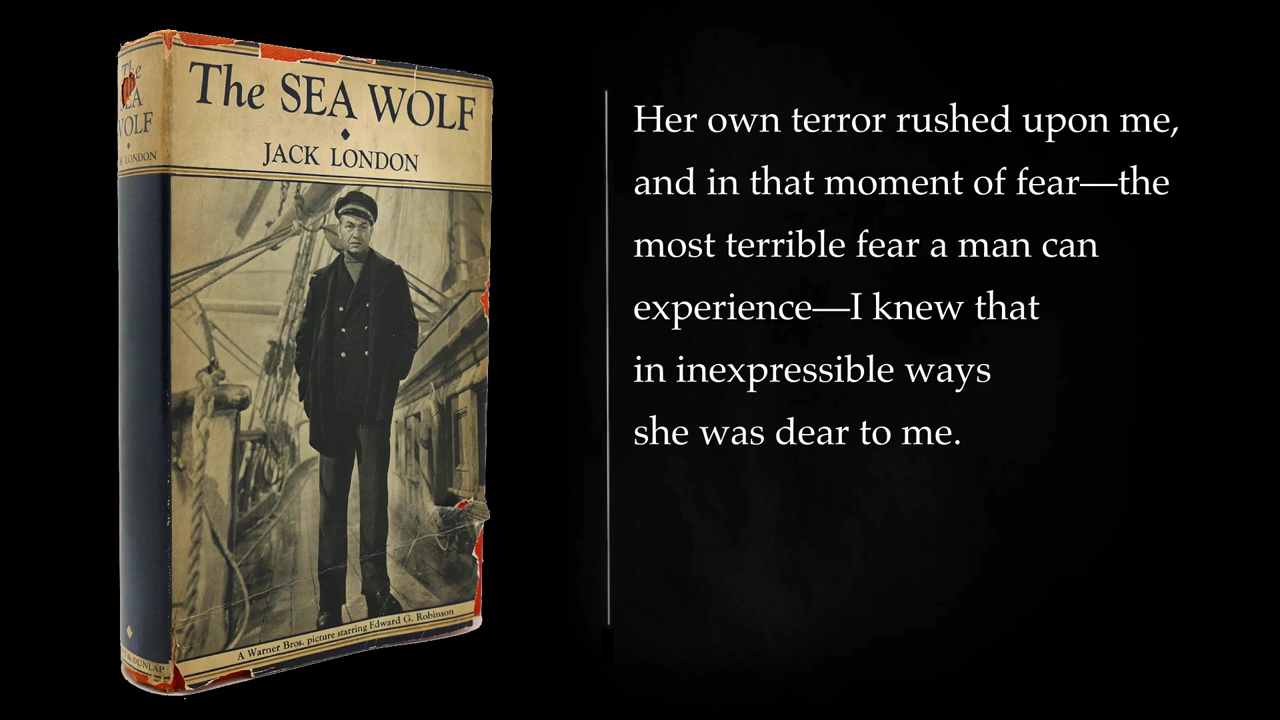 The SEA WOLF
JACK LONDON
The
SEA
WOLF
LONDON
A Warner Bros. picture starring Edward G. Robinson
DUNLAP
Her own terror rushed upon me,
and in that moment of fear—the
most terrible fear a man can
experience—I knew that
in inexpressible ways
she was dear to me.